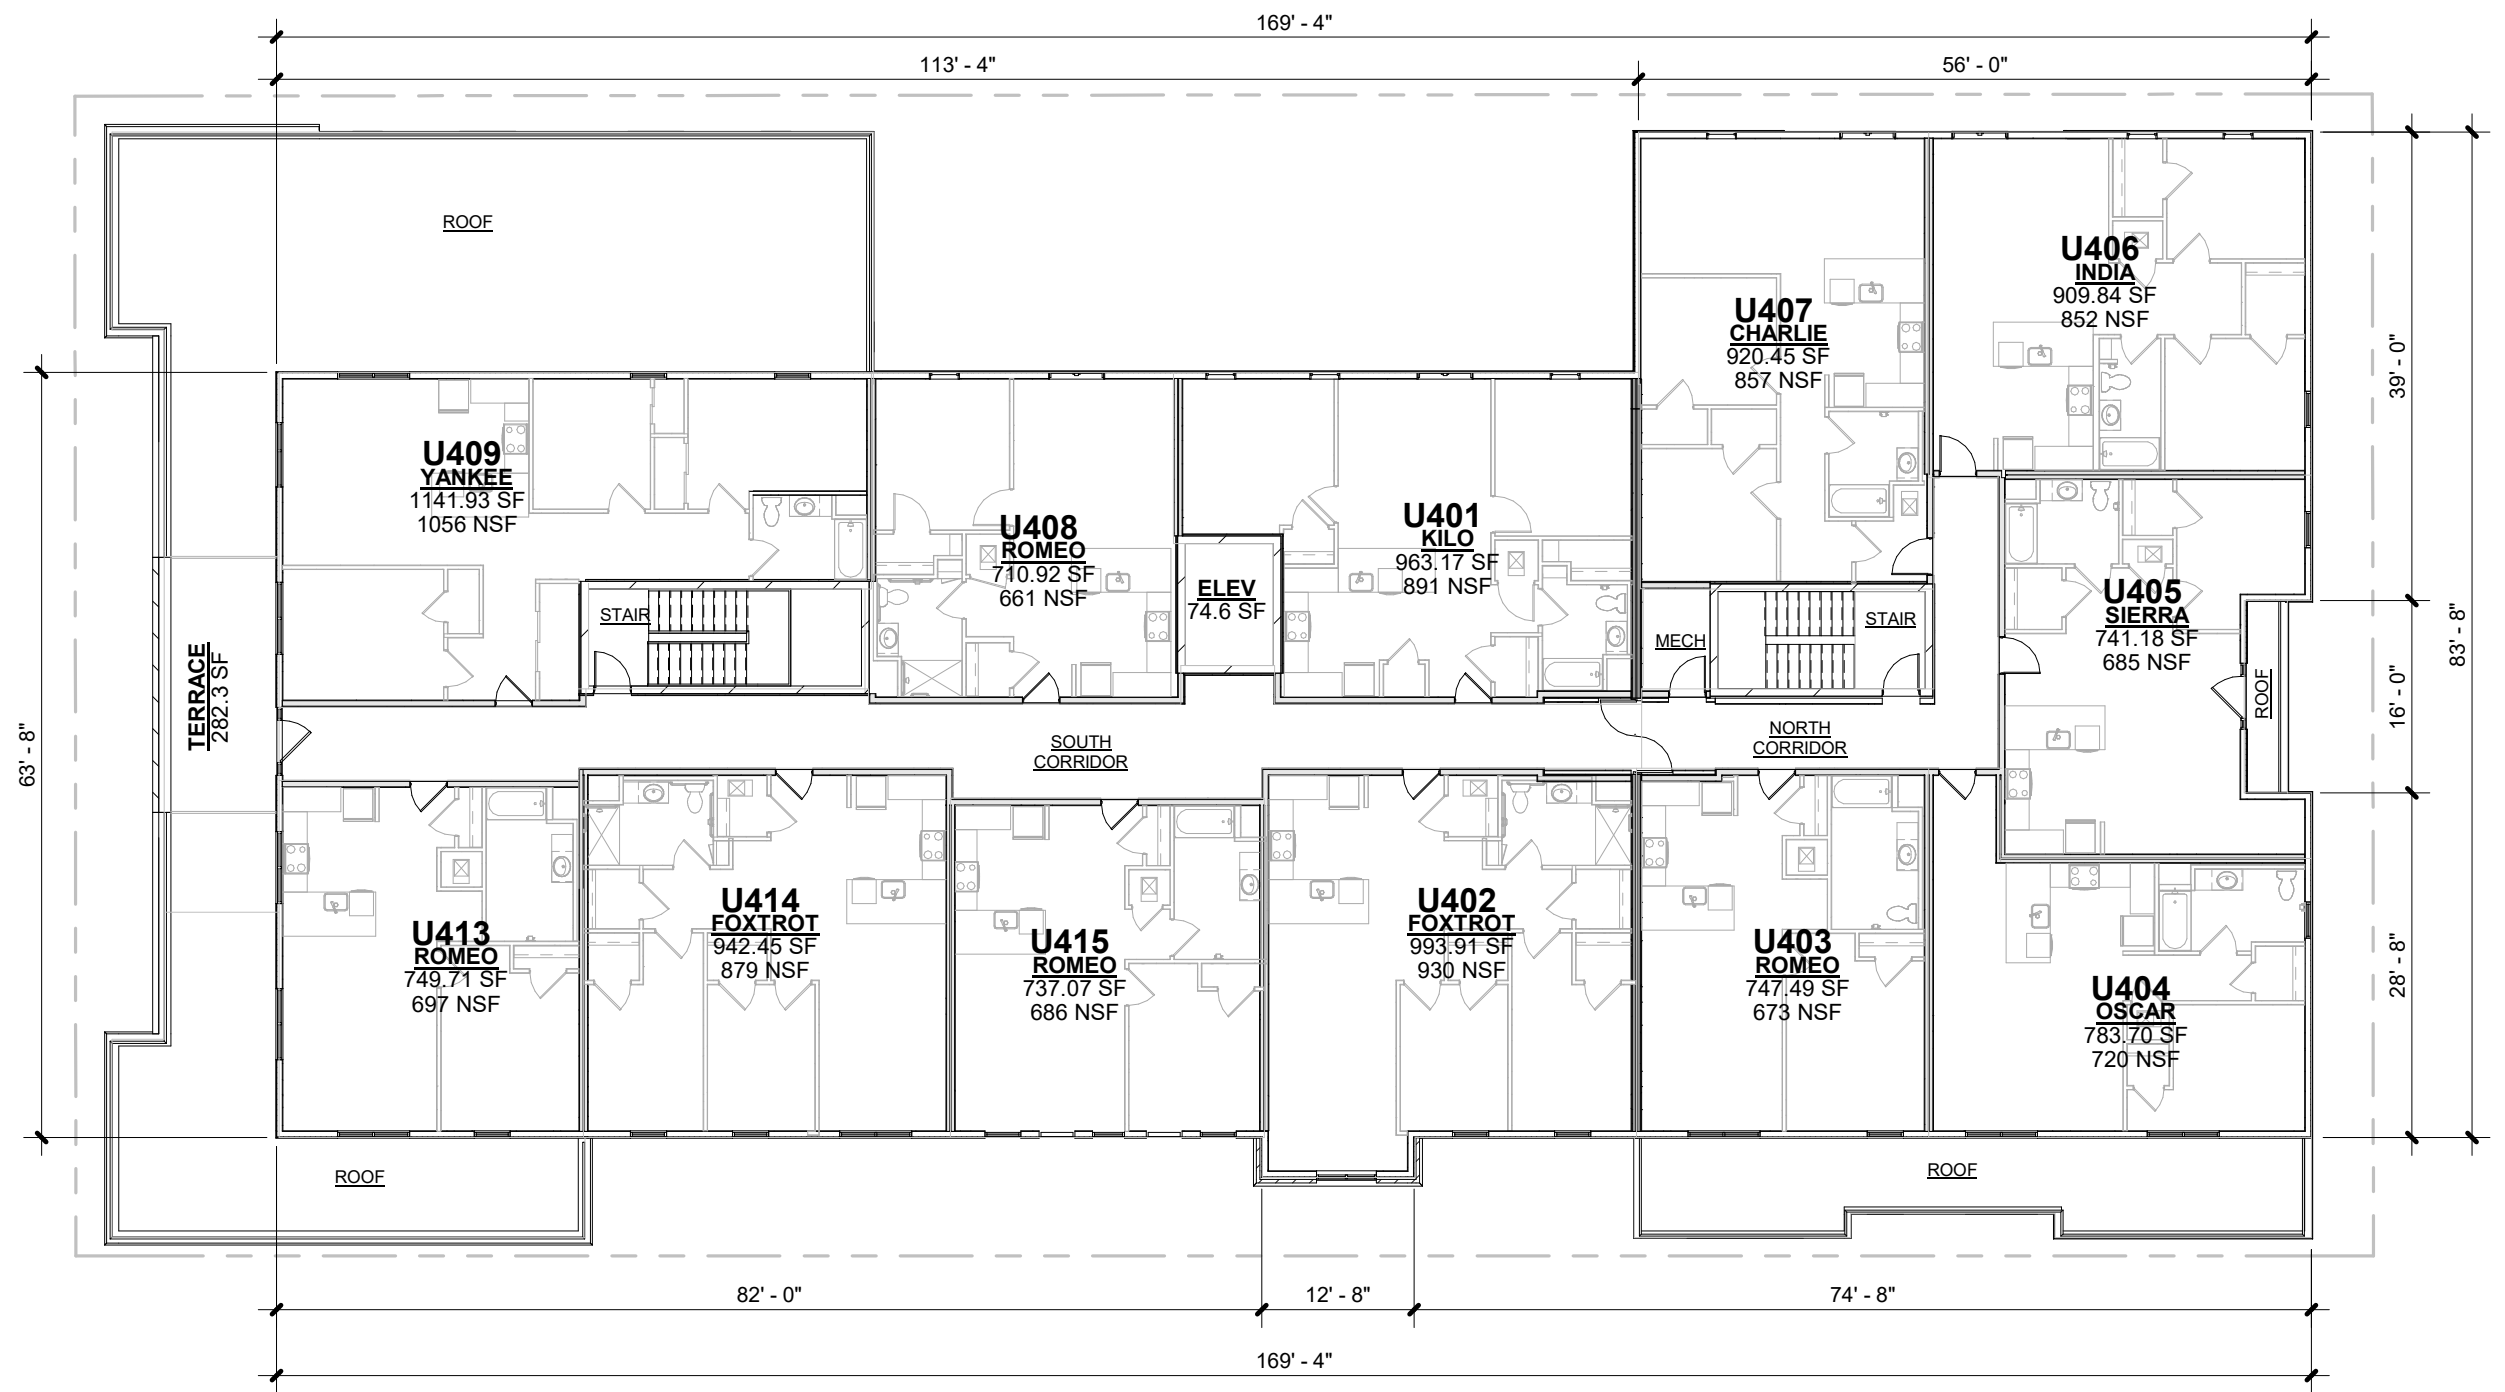 169' - 4"
113' - 4"
56' - 0"
ROOF
U406
INDIA
909.84 SF
852 NSF
U407
CHARLIE
920.45 SF
857 NSF
39' - 0"
U409
YANKEE
1141.93 SF
1056 NSF
U408
ROMEO
710.92 SF
661 NSF
U401
KILO
963.17 SF
891 NSF
ELEV
74.6 SF
STAIR
MECH
STAIR
U405
SIERRA
741.18 SF
685 NSF
83' - 8"
TERRACE
282.3 SF
63' - 8"
ROOF
16' - 0"
SOUTH
CORRIDOR
NORTH
CORRIDOR
U413
ROMEO
749.71 SF
697 NSF
U414
FOXTROT
942.45 SF
879 NSF
U415
ROMEO
737.07 SF
686 NSF
U402
FOXTROT
993.91 SF
930 NSF
U403
ROMEO
747.49 SF
673 NSF
U404
OSCAR
783.70 SF
720 NSF
28' - 8"
ROOF
ROOF
82' - 0"
12' - 8"
74' - 8"
169' - 4"